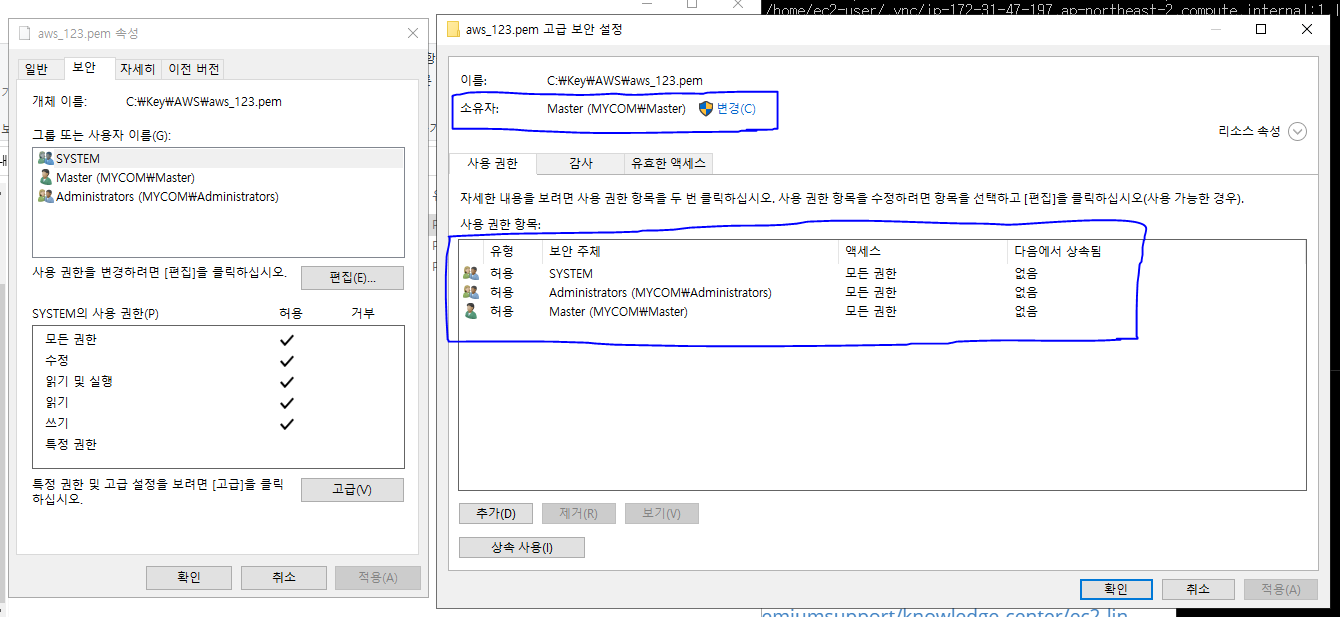 /home/ec2-user/.vnc/ip-172-31-47-197.ap-northeast-2.compute.internal:1.l
aws_123.pem 속성
일반 보안 자세히 이전 버전
개체 이름: C:₩Key₩AWS₩aws_123.pem
그룹 또는 사용자 이름(G):
SYSTEM
Master (MYCOM₩Master)
Administrators (MYCOM₩Administrators)
사용 권한을 변경하려면 [편집]을 클릭하십시오.
편집(E)...
SYSTEM의 사용 권한(P) 허용 거부
모든 권한
수정
읽기 및 실행
읽기
쓰기
특정 권한
특정 권한 및 고급 설정을 보려면 [고급]을 클릭
하십시오.
고급(V)
확인 취소 적용(A)
aws_123.pem 고급 보안 설정
이름: C:₩Key₩AWS₩aws_123.pem
소유자: Master (MYCOM₩Master) 변경(C)
리소스 속성
사용 권한 감사 유효한 액세스
자세한 내용을 보려면 사용 권한 항목을 두 번 클릭하십시오. 사용 권한 항목을 수정하려면 항목을 선택하고 [편집]을 클릭하십시오(사용 가능한 경우).
사용 권한 항목:
유형 보안 주체 액세스 다음에서 상속됨
허용 SYSTEM 모든 권한 없음
허용 Administrators (MYCOM₩Administrators) 모든 권한 없음
허용 Master (MYCOM₩Master) 모든 권한 없음
추가(D) 제거(R) 보기(V)
상속 사용(I)
확인 취소 적용(A)
emiumsupport/knowledge-center/ec2-lin